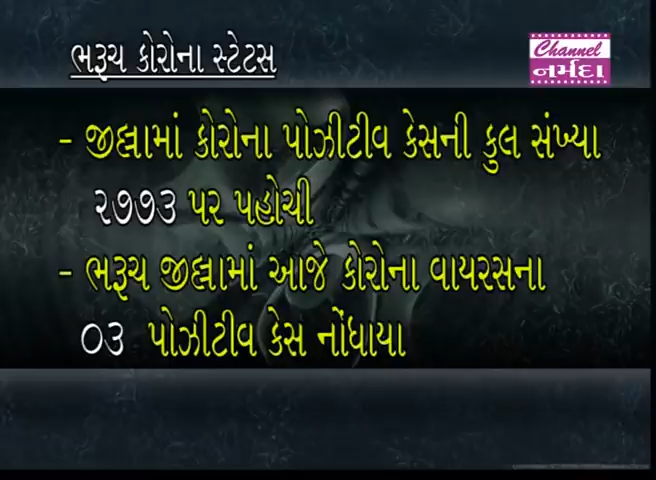 ભરૂચ કોરોના સ્ટેટસ
Channel
નર્મદા
- જીલ્લામાં કોરોના પોઝીટીવ કેસની કુલ સંખ્યા
૨૭૭૩ પર પહોચી
- ભરૂચ જીલ્લામાં આજે કોરોના વાયરસના
૦૩ પોઝીટીવ કેસ નોંધાયા